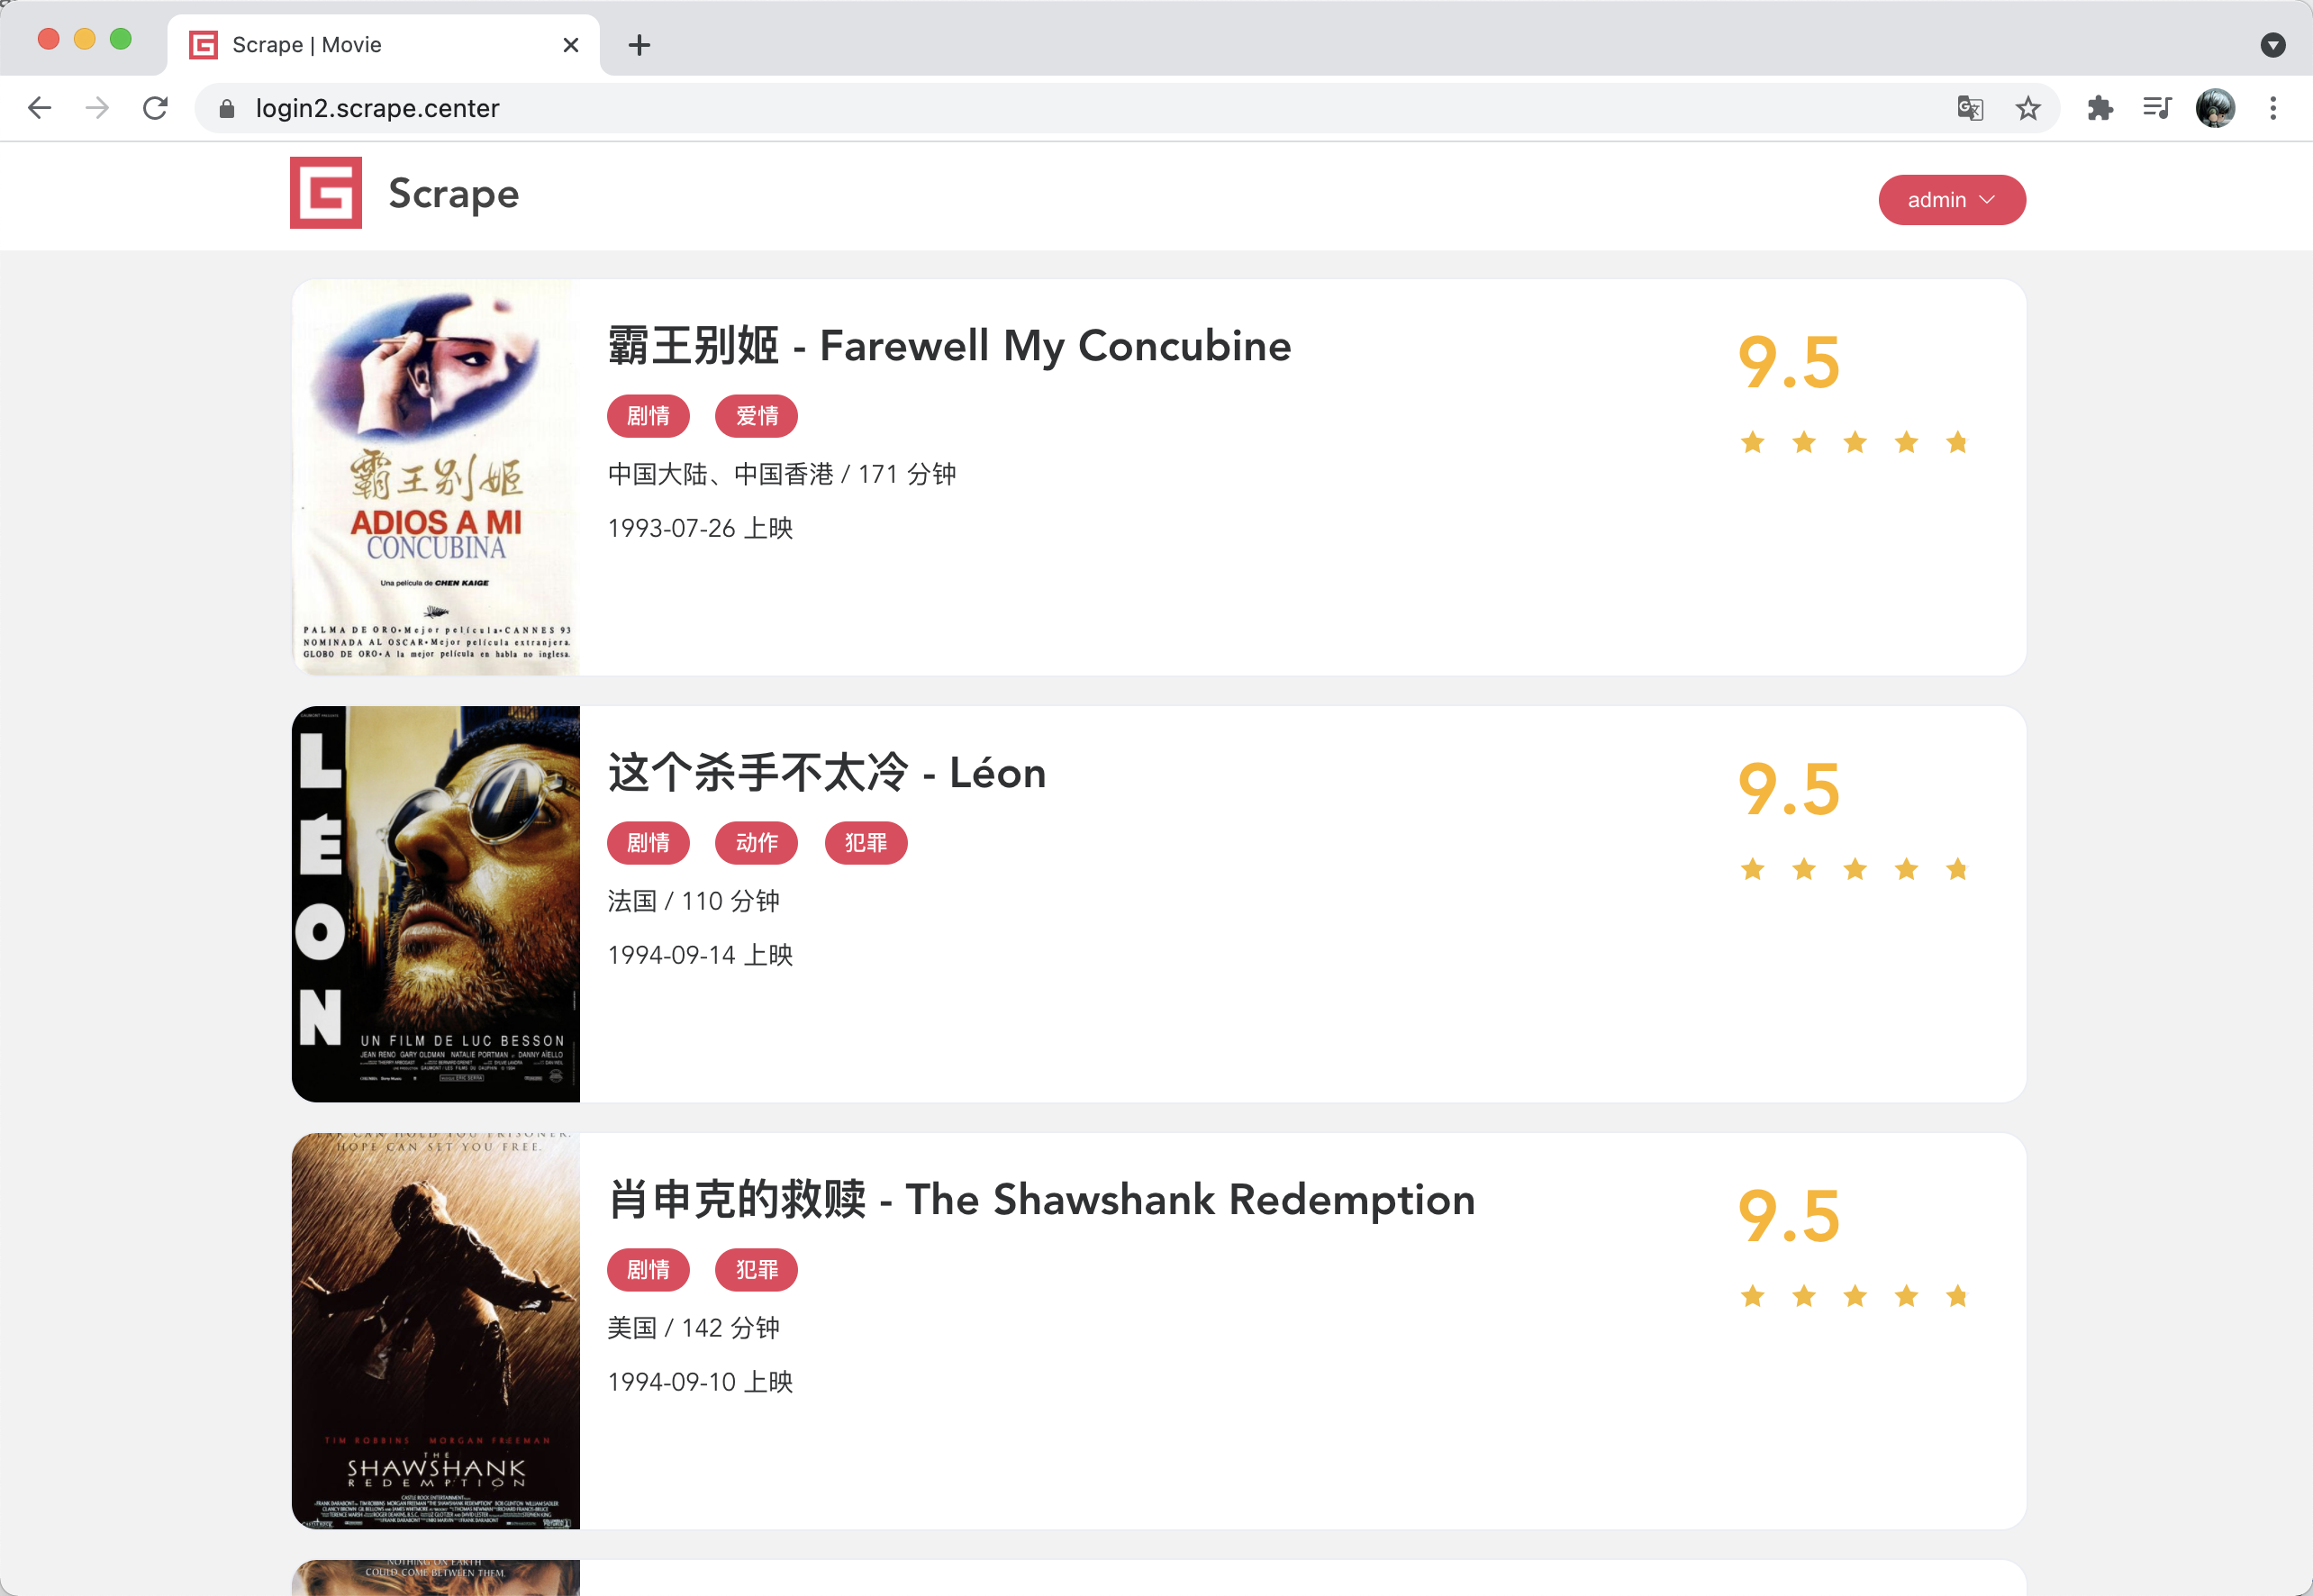 Scrape | Movie
login2.scrape.center
Scrape
admin
霸王别姬
ADIOS A MI
CONCUBINA
Una película de CHEN KAIGE
PALMA DE ORO•Mejor película•CANNES 93
NOMINADA AL OSCAR•Mejor película extranjera.
GLOBO DE ORO•A la mejor película en habla no inglesa.
霸王别姬 - Farewell My Concubine
剧情 爱情
中国大陆、中国香港 / 171 分钟
1993-07-26 上映
9.5
LÉON
UN FILM DE LUC BESSON
JEAN RENO GARY OLDMAN NATALIE PORTMAN DANNY AIELLO
这个杀手不太冷 - Léon
剧情 动作 犯罪
法国 / 110 分钟
1994-09-14 上映
9.5
HOPE CAN SET YOU FREE.
TIM ROBBINS MORGAN FREEMAN
THE
SHAWSHANK
REDEMPTION
肖申克的救赎 - The Shawshank Redemption
剧情 犯罪
美国 / 142 分钟
1994-09-10 上映
9.5
NOTHING ON EARTH
COULD COME BETWEEN THEM.